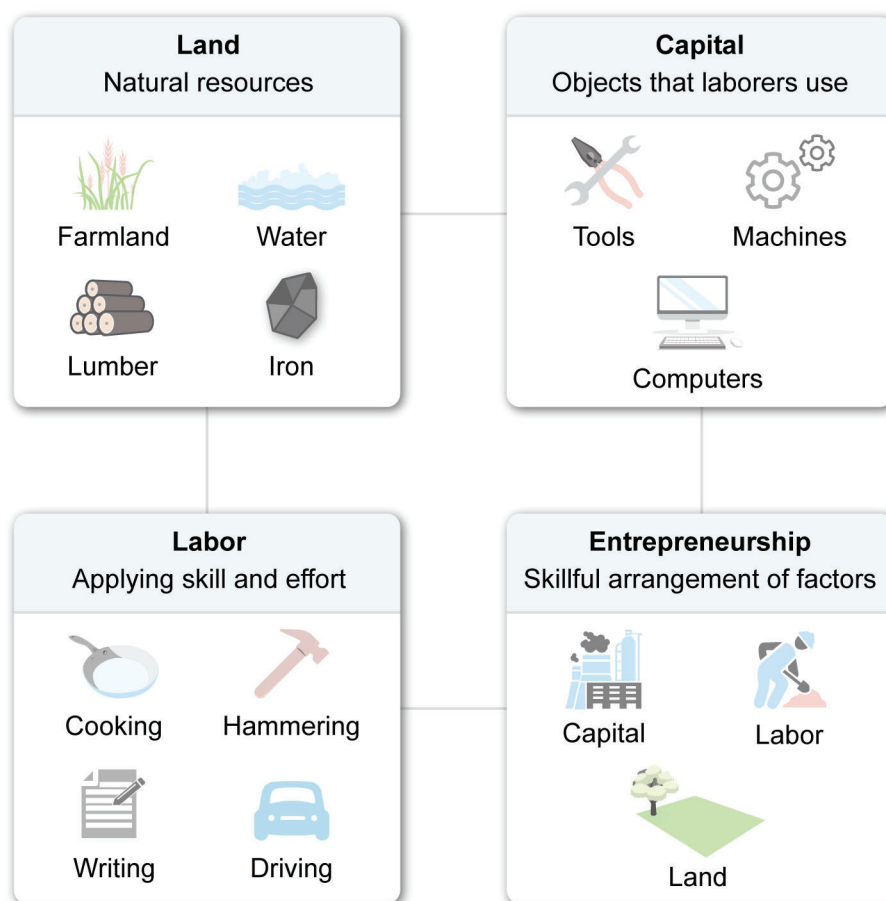 Land
Natural resources
Farmland
Water
Lumber
Iron
Capital
Objects that laborers use
Tools
Machines
Computers
Labor
Applying skill and effort
Cooking
Hammering
Writing
Driving
Entrepreneurship
Skillful arrangement of factors
Capital
Labor
Land